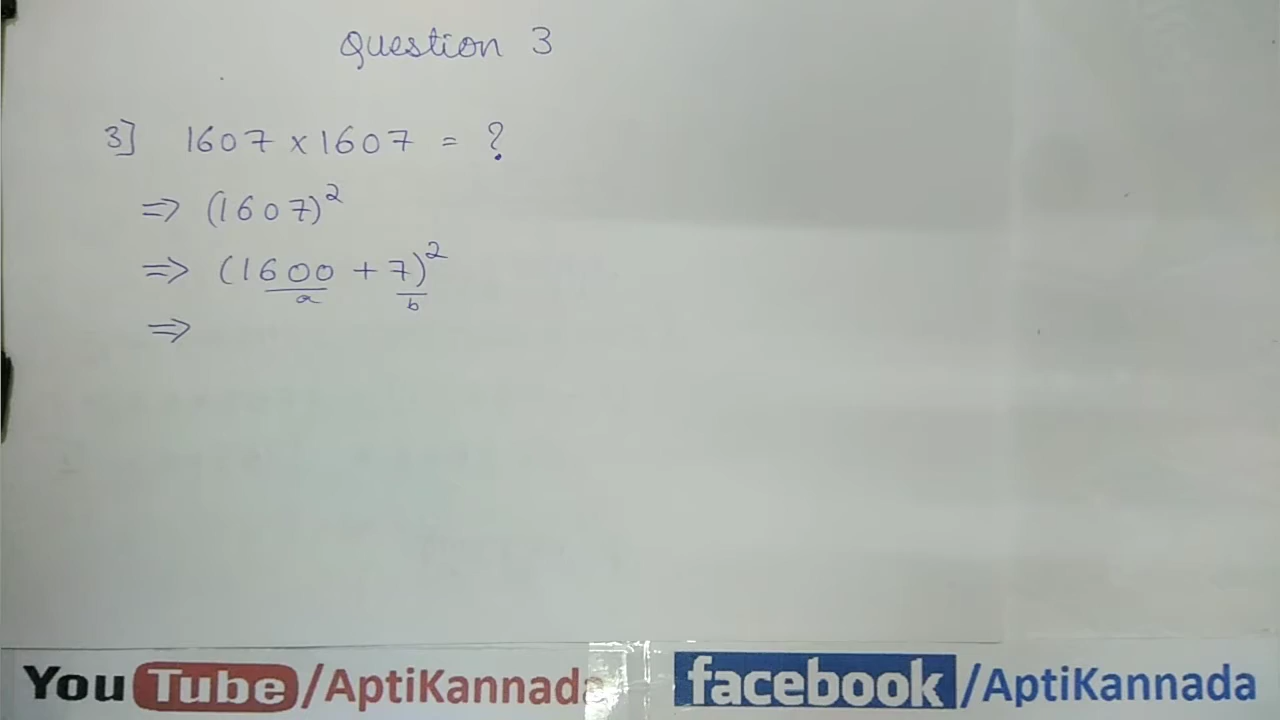 Question 3
3] 1607 x 1607 = ?
⇒ (1607)²
⇒ (1600 + 7)²
a b
⇒
YouTube/AptiKannada facebook/AptiKannada